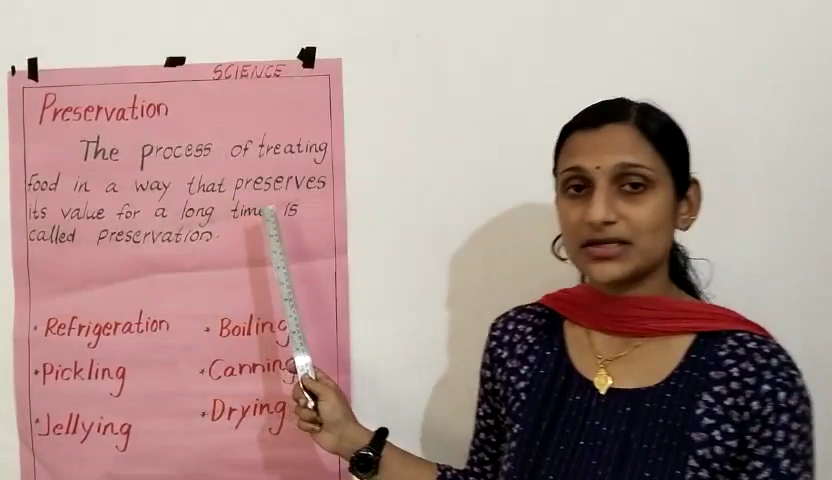 SCIENCE
Preservation
The process of treating
food in a way that preserves
its value for a long time is
called preservation.
• Refrigeration
• Boiling
• Pickling
• Canning
• Jellying
• Drying